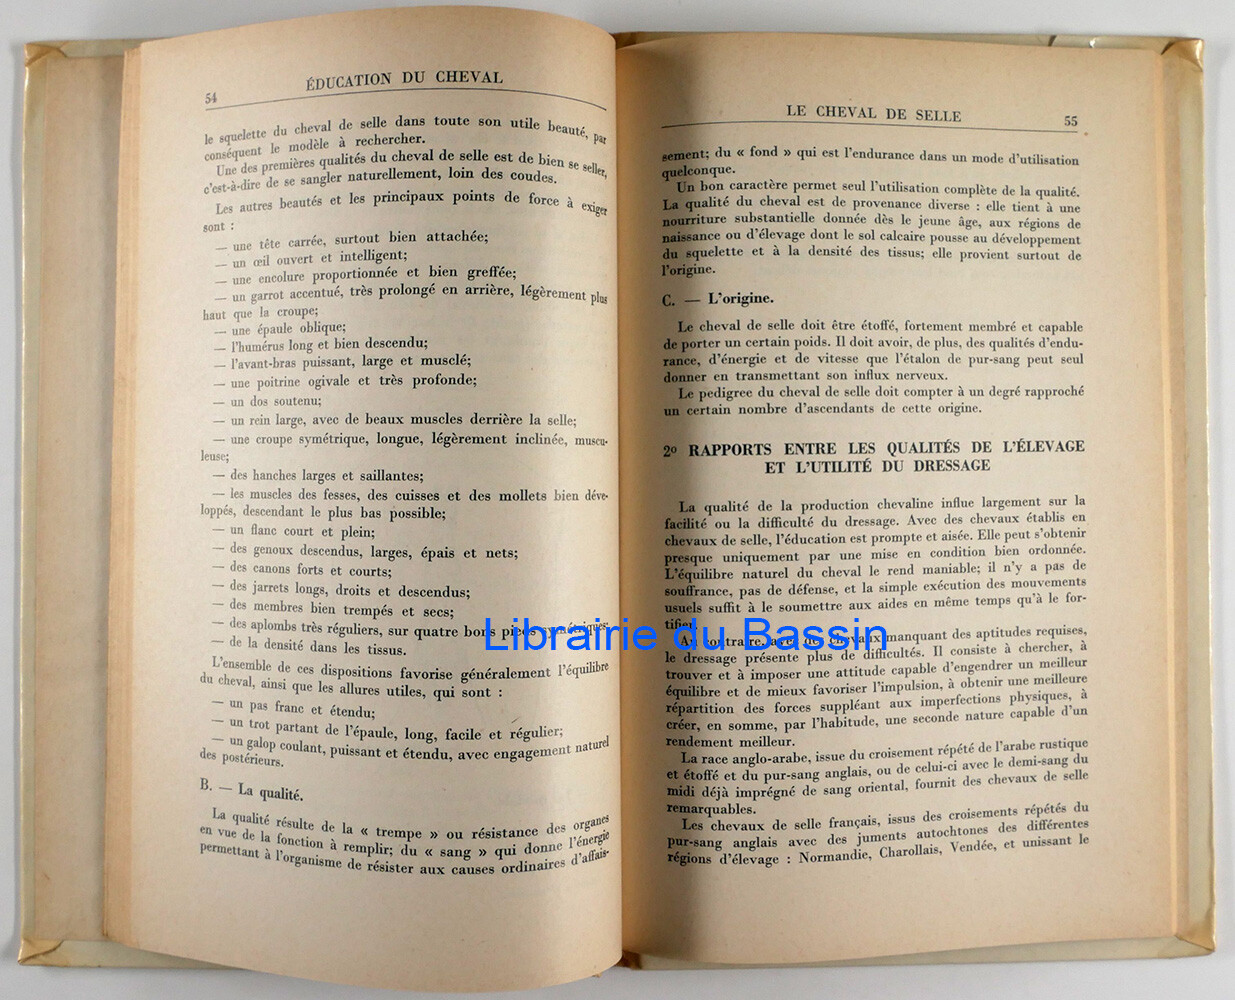 54
ÉDUCATION DU CHEVAL
le squelette du cheval de selle dans toute son utile beauté, par
conséquent le modèle à rechercher.
Une des premières qualités du cheval de selle est de bien se seller,
c'est-à-dire de se sangler naturellement, loin des coudes.
Les autres beautés et les principaux points de force à exiger
sont :
— une tête carrée, surtout bien attachée;
— un œil ouvert et intelligent;
— une encolure proportionnée et bien greffée;
— un garrot accentué, très prolongé en arrière, légèrement plus
haut que la croupe;
— une épaule oblique;
— l'humérus long et bien descendu;
— l'avant-bras puissant, large et musclé;
— une poitrine ogivale et très profonde;
— un dos soutenu;
— un rein large, avec de beaux muscles derrière la selle;
— une croupe symétrique, longue, légèrement inclinée, muscu-
leuse;
— des hanches larges et saillantes;
— les muscles des fesses, des cuisses et des mollets bien déve-
loppés, descendant le plus bas possible;
— un flanc court et plein;
— des genoux descendus, larges, épais et nets;
— des canons forts et courts;
— des jarrets longs, droits et descendus;
— des membres bien trempés et secs;
— des aplombs très réguliers, sur quatre bons pieds symétriques;
— de la densité dans les tissus.
L'ensemble de ces dispositions favorise généralement l'équilibre
du cheval, ainsi que les allures utiles, qui sont :
— un pas franc et étendu;
— un trot partant de l'épaule, long, facile et régulier;
— un galop coulant, puissant et étendu, avec engagement naturel
des postérieurs.
B. — La qualité.
La qualité résulte de la « trempe » ou résistance des organes
en vue de la fonction à remplir; du « sang » qui donne l'énergie
permettant à l'organisme de résister aux causes ordinaires d'affais-
LE CHEVAL DE SELLE
55
sement; du « fond » qui est l'endurance dans un mode d'utilisation
quelconque.
Un bon caractère permet seul l'utilisation complète de la qualité.
La qualité du cheval est de provenance diverse : elle tient à une
nourriture substantielle donnée dès le jeune âge, aux régions de
naissance ou d'élevage dont le sol calcaire pousse au développement
du squelette et à la densité des tissus; elle provient surtout de
l'origine.
C. — L'origine.
Le cheval de selle doit être étoffé, fortement membré et capable
de porter un certain poids. Il doit avoir, de plus, des qualités d'endu-
rance, d'énergie et de vitesse que l'étalon de pur-sang peut seul
donner en transmettant son influx nerveux.
Le pedigree du cheval de selle doit compter à un degré rapproché
un certain nombre d'ascendants de cette origine.
2º RAPPORTS ENTRE LES QUALITÉS DE L'ÉLEVAGE
ET L'UTILITÉ DU DRESSAGE
La qualité de la production chevaline influe largement sur la
facilité ou la difficulté du dressage. Avec des chevaux établis en
chevaux de selle, l'éducation est prompte et aisée. Elle peut s'obtenir
presque uniquement par une mise en condition bien ordonnée.
L'équilibre naturel du cheval le rend maniable; il n'y a pas de
souffrance, pas de défense, et la simple exécution des mouvements
usuels suffit à le soumettre aux aides en même temps qu'à le for-
tifier.
Au contraire, avec des chevaux manquant des aptitudes requises,
le dressage présente plus de difficultés. Il consiste à chercher, à
trouver et à imposer une attitude capable d'engendrer un meilleur
équilibre et de mieux favoriser l'impulsion, à obtenir une meilleure
répartition des forces suppléant aux imperfections physiques, à
créer, en somme, par l'habitude, une seconde nature capable d'un
rendement meilleur.
La race anglo-arabe, issue du croisement répété de l'arabe rustique
et étoffé et du pur-sang anglais, ou de celui-ci avec le demi-sang du
midi déjà imprégné de sang oriental, fournit des chevaux de selle
remarquables.
Les chevaux de selle français, issus des croisements répétés du
pur-sang anglais avec des juments autochtones des différentes
régions d'élevage : Normandie, Charollais, Vendée, et unissant le
Librairie du Bassin